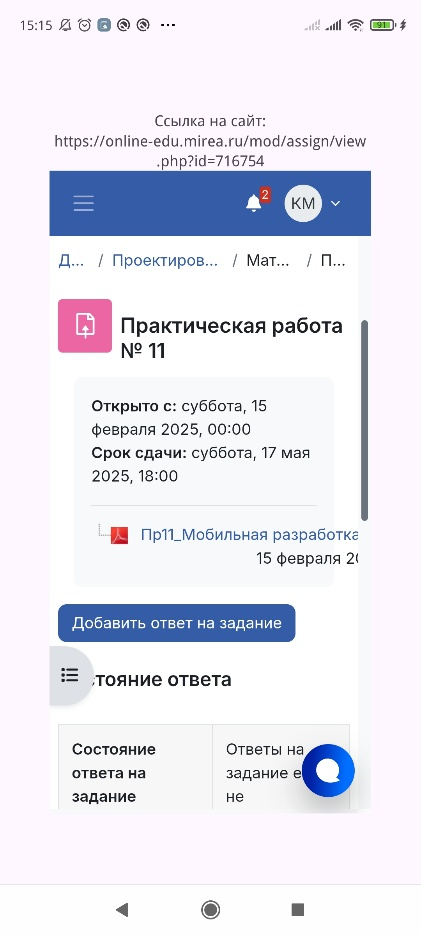 15:15
91
Ссылка на сайт:
https://online-edu.mirea.ru/mod/assign/view
.php?id=716754
2
КМ
Д... / Проектиров... / Мат... / П...
Практическая работа
№ 11
Открыто с: суббота, 15
февраля 2025, 00:00
Срок сдачи: суббота, 17 мая
2025, 18:00
Пр11_Мобильная разработка
15 февраля 20
Добавить ответ на задание
стояние ответа
Состояние
ответа на
задание
Ответы на
задание е
не